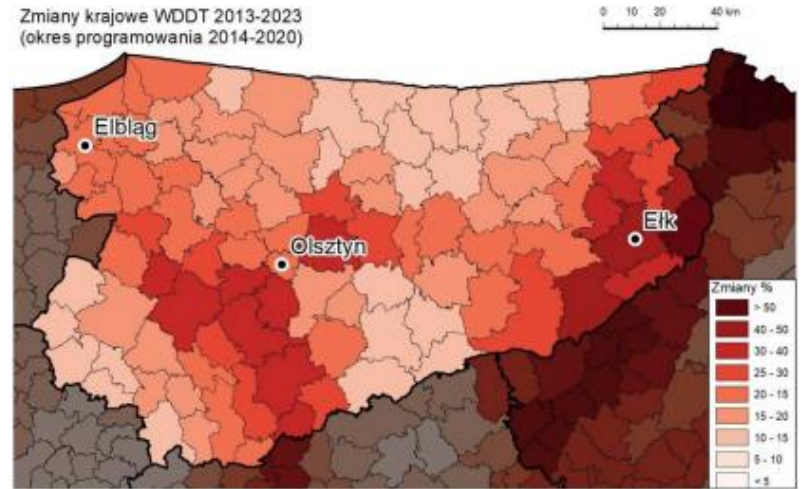 Zmiany krajowe WDDT 2013-2023
(okres programowania 2014-2020)
0 10 20 40 km
Elbląg
Olsztyn
Ełk
Zmiany %
> 50
40 - 50
30 - 40
25 - 30
20 - 15
15 - 20
10 - 15
5 - 10
< 5